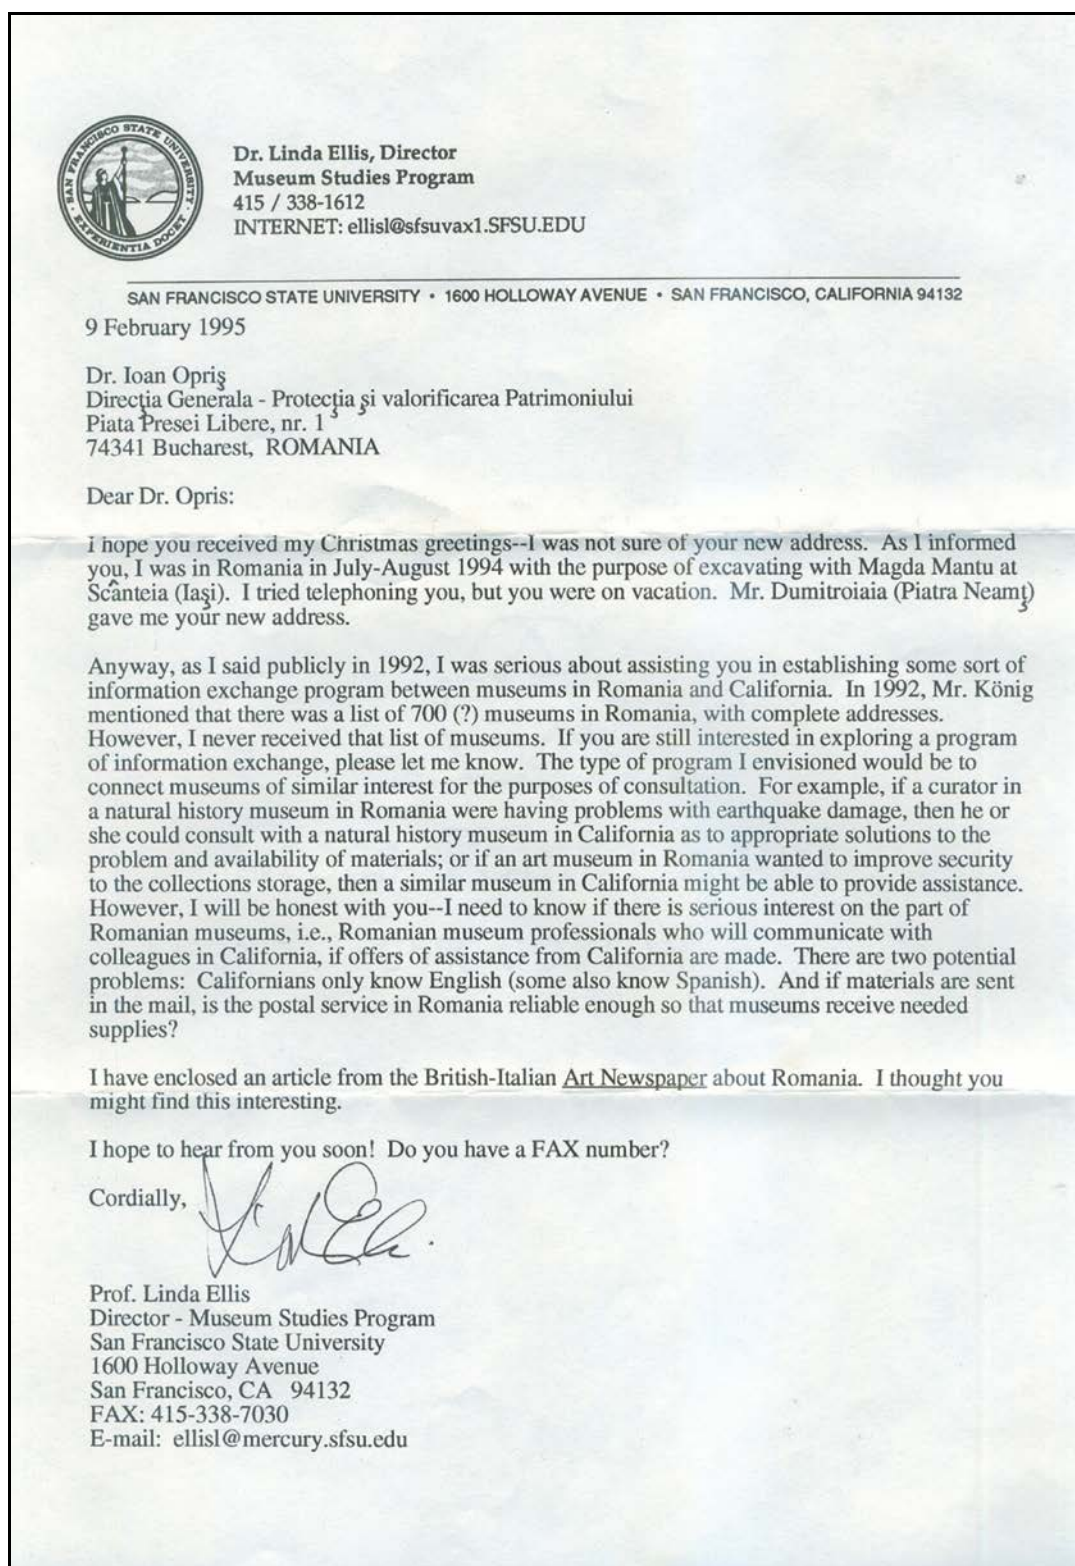 SAN FRANCISCO STATE UNIVERSITY · EXPERIENTIA DOCET ·
Dr. Linda Ellis, Director
Museum Studies Program
415 / 338-1612
INTERNET: ellisl@sfsuvax1.SFSU.EDU
SAN FRANCISCO STATE UNIVERSITY • 1600 HOLLOWAY AVENUE • SAN FRANCISCO, CALIFORNIA 94132
9 February 1995
Dr. Ioan Opriş
Direcţia Generala - Protecţia şi valorificarea Patrimoniului
Piata Presei Libere, nr. 1
74341 Bucharest, ROMANIA
Dear Dr. Opris:
I hope you received my Christmas greetings--I was not sure of your new address. As I informed
you, I was in Romania in July-August 1994 with the purpose of excavating with Magda Mantu at
Scânteia (Iaşi). I tried telephoning you, but you were on vacation. Mr. Dumitroiaia (Piatra Neamţ)
gave me your new address.
Anyway, as I said publicly in 1992, I was serious about assisting you in establishing some sort of
information exchange program between museums in Romania and California. In 1992, Mr. König
mentioned that there was a list of 700 (?) museums in Romania, with complete addresses.
However, I never received that list of museums. If you are still interested in exploring a program
of information exchange, please let me know. The type of program I envisioned would be to
connect museums of similar interest for the purposes of consultation. For example, if a curator in
a natural history museum in Romania were having problems with earthquake damage, then he or
she could consult with a natural history museum in California as to appropriate solutions to the
problem and availability of materials; or if an art museum in Romania wanted to improve security
to the collections storage, then a similar museum in California might be able to provide assistance.
However, I will be honest with you--I need to know if there is serious interest on the part of
Romanian museums, i.e., Romanian museum professionals who will communicate with
colleagues in California, if offers of assistance from California are made. There are two potential
problems: Californians only know English (some also know Spanish). And if materials are sent
in the mail, is the postal service in Romania reliable enough so that museums receive needed
supplies?
I have enclosed an article from the British-Italian Art Newspaper about Romania. I thought you
might find this interesting.
I hope to hear from you soon! Do you have a FAX number?
Cordially,
Prof. Linda Ellis
Director - Museum Studies Program
San Francisco State University
1600 Holloway Avenue
San Francisco, CA 94132
FAX: 415-338-7030
E-mail: ellisl@mercury.sfsu.edu